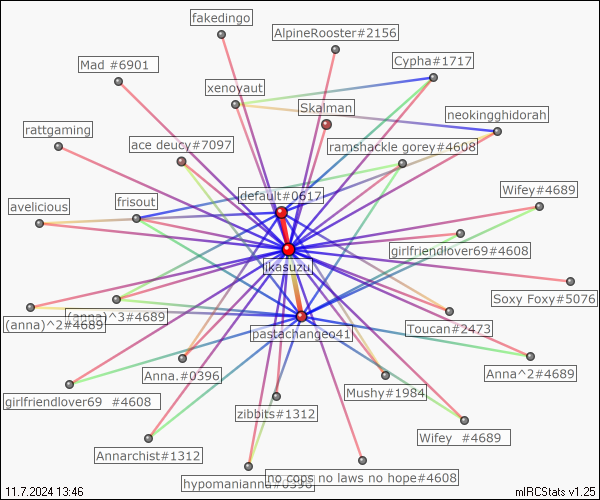 fakedingo
AlpineRooster#2156
Cypha#1717
Mad #6901
xenoyaut
Skalman
neokingghidorah
rattgaming
ace deucy#7097
ramshackle gorey#4608
default#0617
Wifey#4689
avelicious
frisout
girlfriendlover69#4608
ikasuzu
Soxy Foxy#5076
(anna)^3#4689
(anna)^2#4689
Toucan#2473
pastachangeo41
Anna.#0396
Anna^2#4689
Mushy#1984
girlfriendlover69 #4608
zibbits#1312
Wifey #4689
Annarchist#1312
no cops no laws no hope#4608
hypomanianna#0396
11.7.2024 13:46
mIRCStats v1.25